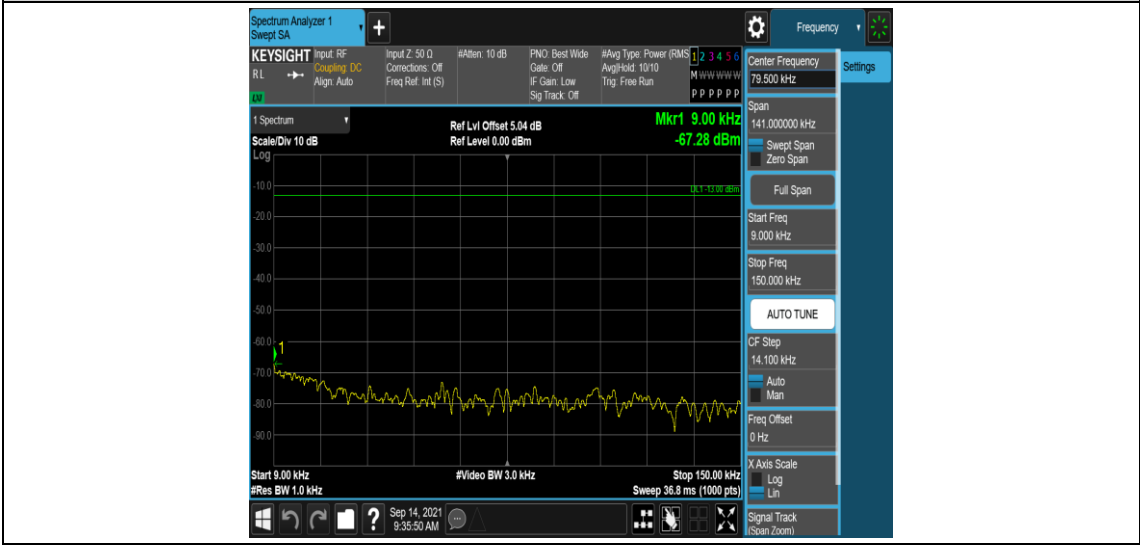 Spectrum Analyzer 1
Swept SA
+
Frequency
KEYSIGHT
RL
LM
Input: RF
Coupling: DC
Align: Auto
Input Z: 50 Ω
Corrections: Off
Freq Ref: Int (S)
#Atten: 10 dB
PNO: Best Wide
Gate: Off
IF Gain: Low
Sig Track: Off
#Avg Type: Power (RMS
Avg|Hold: 10/10
Trig: Free Run
1 2 3 4 5 6
M W W W W W
P P P P P P
1 Spectrum
Scale/Div 10 dB
Log
Ref Lvl Offset 5.04 dB
Ref Level 0.00 dBm
Mkr1 9.00 kHz
-67.28 dBm
DL1 -13.00 dBm
-10.0
-20.0
-30.0
-40.0
-50.0
-60.0
1
-70.0
-80.0
-90.0
Start 9.00 kHz
#Res BW 1.0 kHz
#Video BW 3.0 kHz
Stop 150.00 kHz
Sweep 36.8 ms (1000 pts)
?
Sep 14, 2021
9:35:50 AM
Center Frequency
79.500 kHz
Settings
Span
141.000000 kHz
Swept Span
Zero Span
Full Span
Start Freq
9.000 kHz
Stop Freq
150.000 kHz
AUTO TUNE
CF Step
14.100 kHz
Auto
Man
Freq Offset
0 Hz
X Axis Scale
Log
Lin
Signal Track
(Span Zoom)